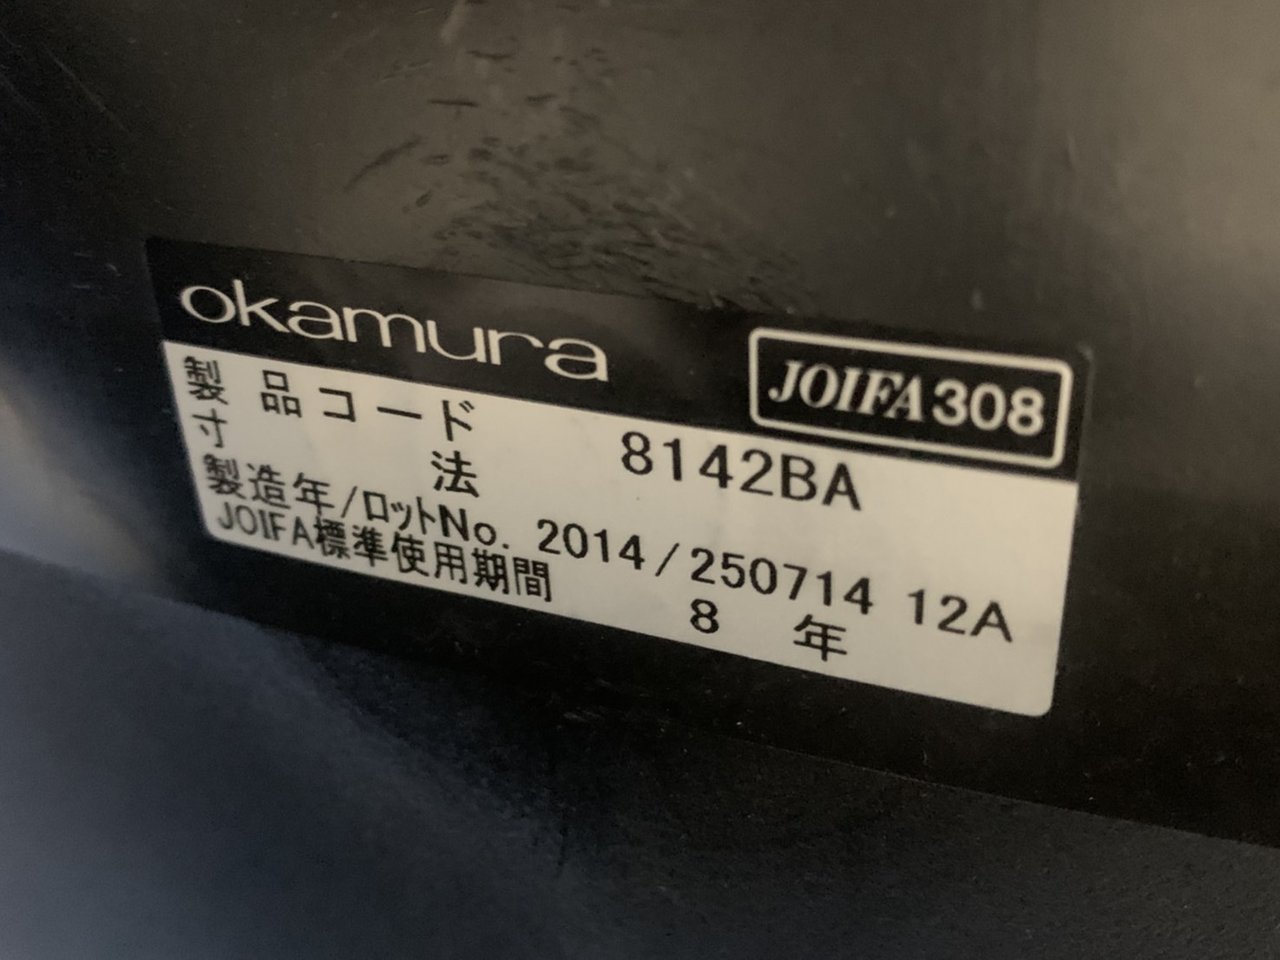 okamura
JOIFA308
製品コード 8142BA
寸法
製造年/ロットNo. 2014/250714 12A
JOIFA標準使用期間 8 年